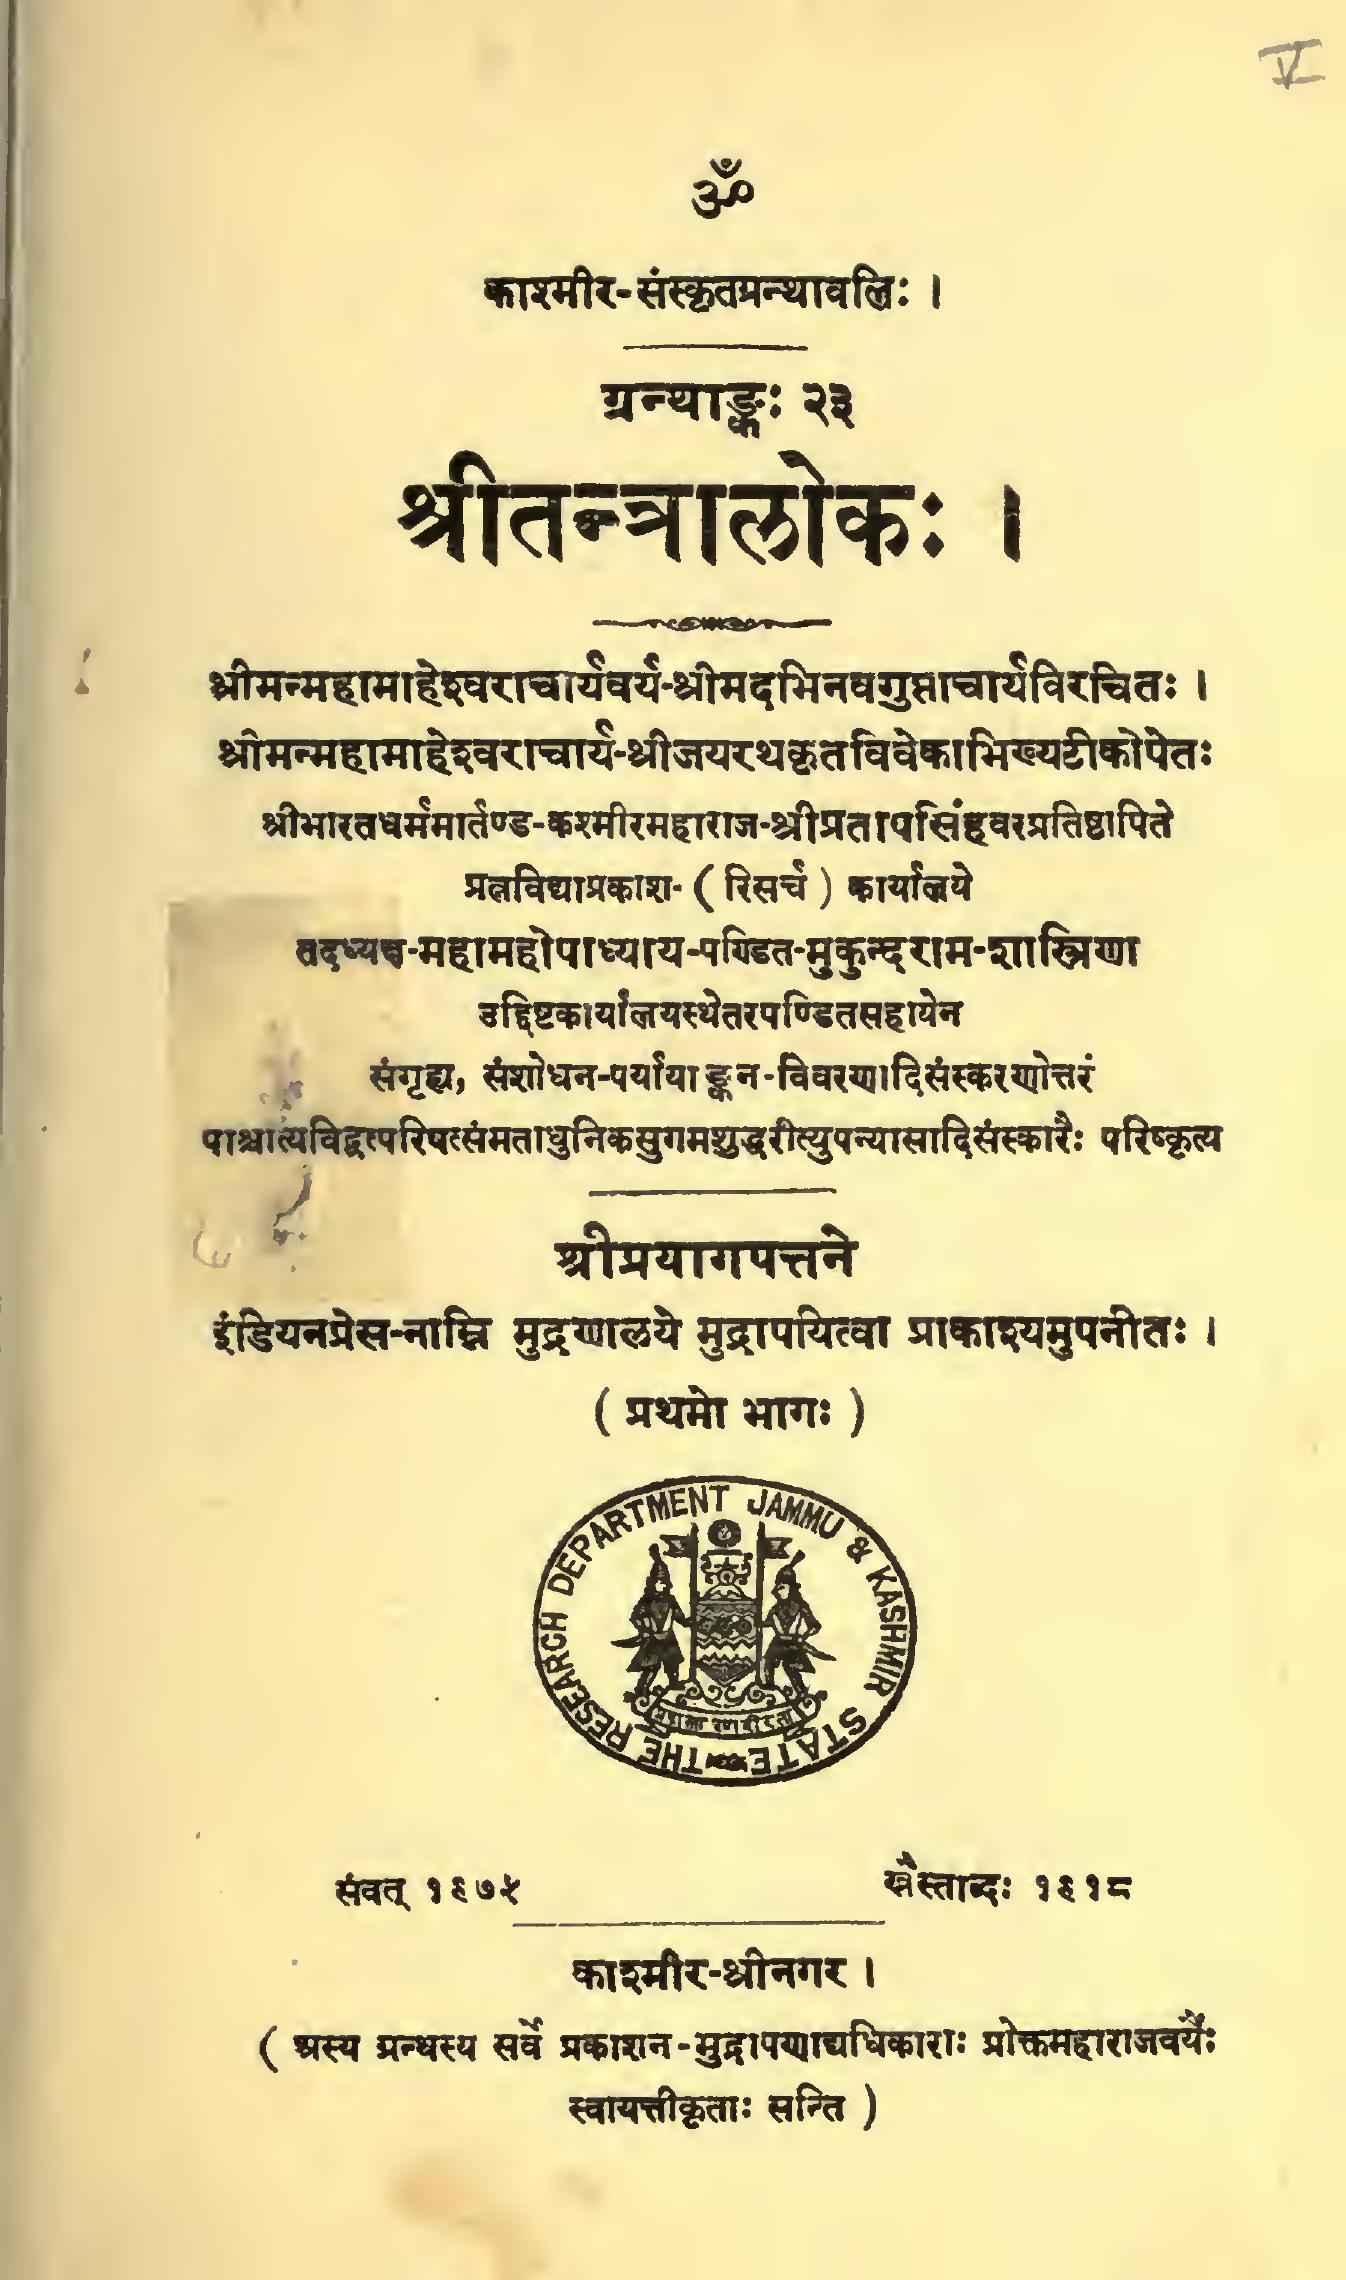 V
ॐ
काश्मीर-संस्कृतग्रन्थावलिः ।
ग्रन्थाङ्कः २३
श्रीतन्त्रालोकः ।
श्रीमन्महामाहेश्वराचार्यवर्य-श्रीमदभिनवगुप्ताचार्यविरचितः ।
श्रीमन्महामाहेश्वराचार्य-श्रीजयरथकृतविवेकाभिख्यटीकोपेतः
श्रीभारतधर्ममार्तण्ड-कश्मीरमहाराज-श्रीप्रतापसिंहवरप्रतिष्ठापिते
प्रत्नविद्याप्रकाश- ( रिसर्च ) कार्यालये
तदध्यक्ष-महामहोपाध्याय-पण्डित-मुकुन्दराम-शास्त्रिणा
उद्दिष्टकार्यालयस्थेतरपण्डितसहायेन
संगृह्य, संशोधन-पर्यायाङ्कन-विवरणादिसंस्करणोत्तरं
पाश्चात्यविद्वत्परिषत्संमताधुनिकसुगमशुद्धरीत्युपन्यासादिसंस्कारैः परिष्कृत्य
श्रीप्रयागपत्तने
इंडियनप्रेस-नाम्नि मुद्रणालये मुद्रापयित्वा प्राकाश्यमुपनीतः ।
( प्रथमो भागः )
THE RESEARCH DEPARTMENT JAMMU & KASHMIR STATE
संवत् १९७५ ख्रैस्ताब्दः १९१८
काश्मीर-श्रीनगर ।
( अस्य ग्रन्थस्य सर्वे प्रकाशन-मुद्रापणाद्यधिकाराः प्रोक्तमहाराजवर्यैः
स्वायत्तीकृताः सन्ति )